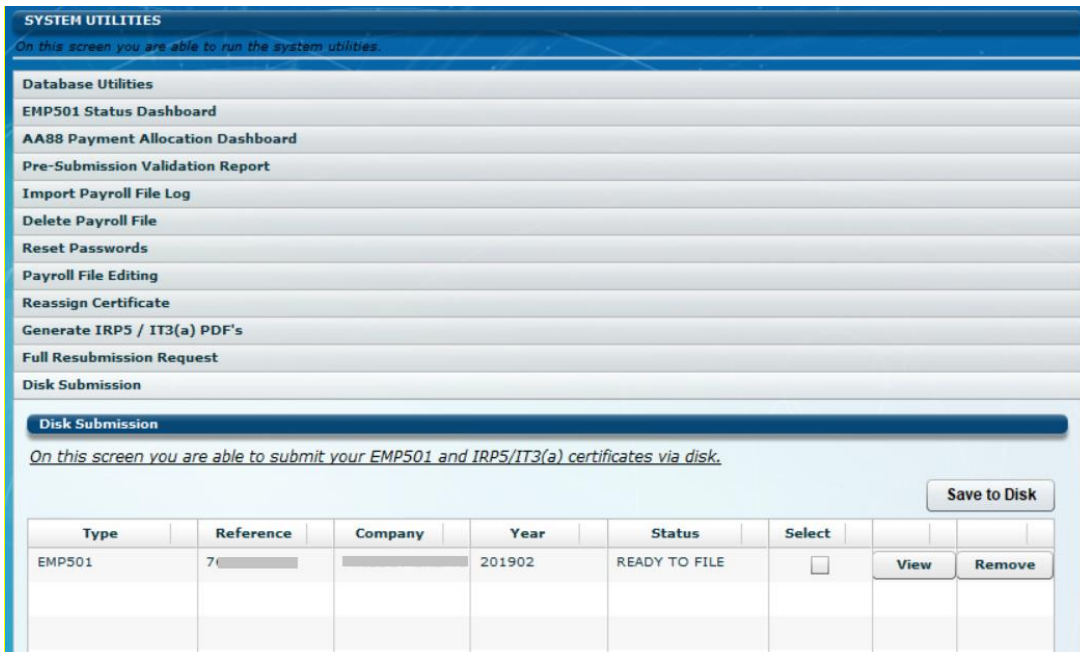 SYSTEM UTILITIES
On this screen you are able to run the system utilities.
Database Utilities
EMP501 Status Dashboard
AA88 Payment Allocation Dashboard
Pre-Submission Validation Report
Import Payroll File Log
Delete Payroll File
Reset Passwords
Payroll File Editing
Reassign Certificate
Generate IRP5 / IT3(a) PDF's
Full Resubmission Request
Disk Submission
Disk Submission
On this screen you are able to submit your EMP501 and IRP5/IT3(a) certificates via disk.
Save to Disk
Type Reference Company Year Status Select
EMP501 7 201902 READY TO FILE View Remove